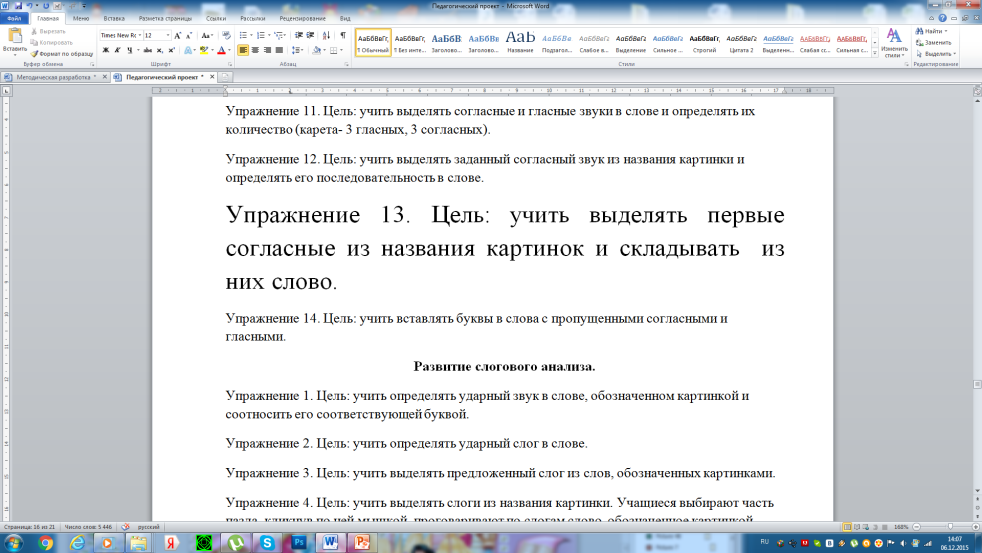 Педагогический проект - Microsoft Word
Файл Главная Меню Вставка Разметка страницы Ссылки Рассылки Рецензирование Вид
Вставить
Вырезать
Копировать
Формат по образцу
Буфер обмена
Times New Ro 12
Шрифт
Абзац
АаБбВвГг, АаБбВвГг, АаБбВ АаБбВв АаБ АаБбВв АаБбВвГг АаБбВвГг АаБбВвГг АаБбВвГг, АаБбВвГг АаБбВвГг АаБбВвГг, АаБбВвГг,
¶ Обычный ¶ Без инте... Заголово... Заголово... Название Подзагол... Слабое в... Выделение Сильное ... Строгий Цитата 2 Выделенн... Слабая сс... Сильная с...
Изменить стили
Стили
Найти
Заменить
Выделить
Редактирование
Методическая разработка * Педагогический проект *
Упражнение 11. Цель: учить выделять согласные и гласные звуки в слове и определять их
количество (карета- 3 гласных, 3 согласных).
Упражнение 12. Цель: учить выделять заданный согласный звук из названия картинки и
определять его последовательность в слове.
Упражнение 13. Цель: учить выделять первые
согласные из названия картинок и складывать из
них слово.
Упражнение 14. Цель: учить вставлять буквы в слова с пропущенными согласными и
гласными.
Развитие слогового анализа.
Упражнение 1. Цель: учить определять ударный звук в слове, обозначенном картинкой и
соотносить его соответствующей буквой.
Упражнение 2. Цель: учить определять ударный слог в слове.
Упражнение 3. Цель: учить выделять предложенный слог из слов, обозначенных картинками.
Упражнение 4. Цель: учить выделять слоги из названия картинки. Учащиеся выбирают часть
пазла, кликнув по ней мышкой, проговаривают по слогам слово, обозначенное картинкой
Страница: 16 из 21 Число слов: 5 446 русский 168%
RU 14:07
06.12.2015